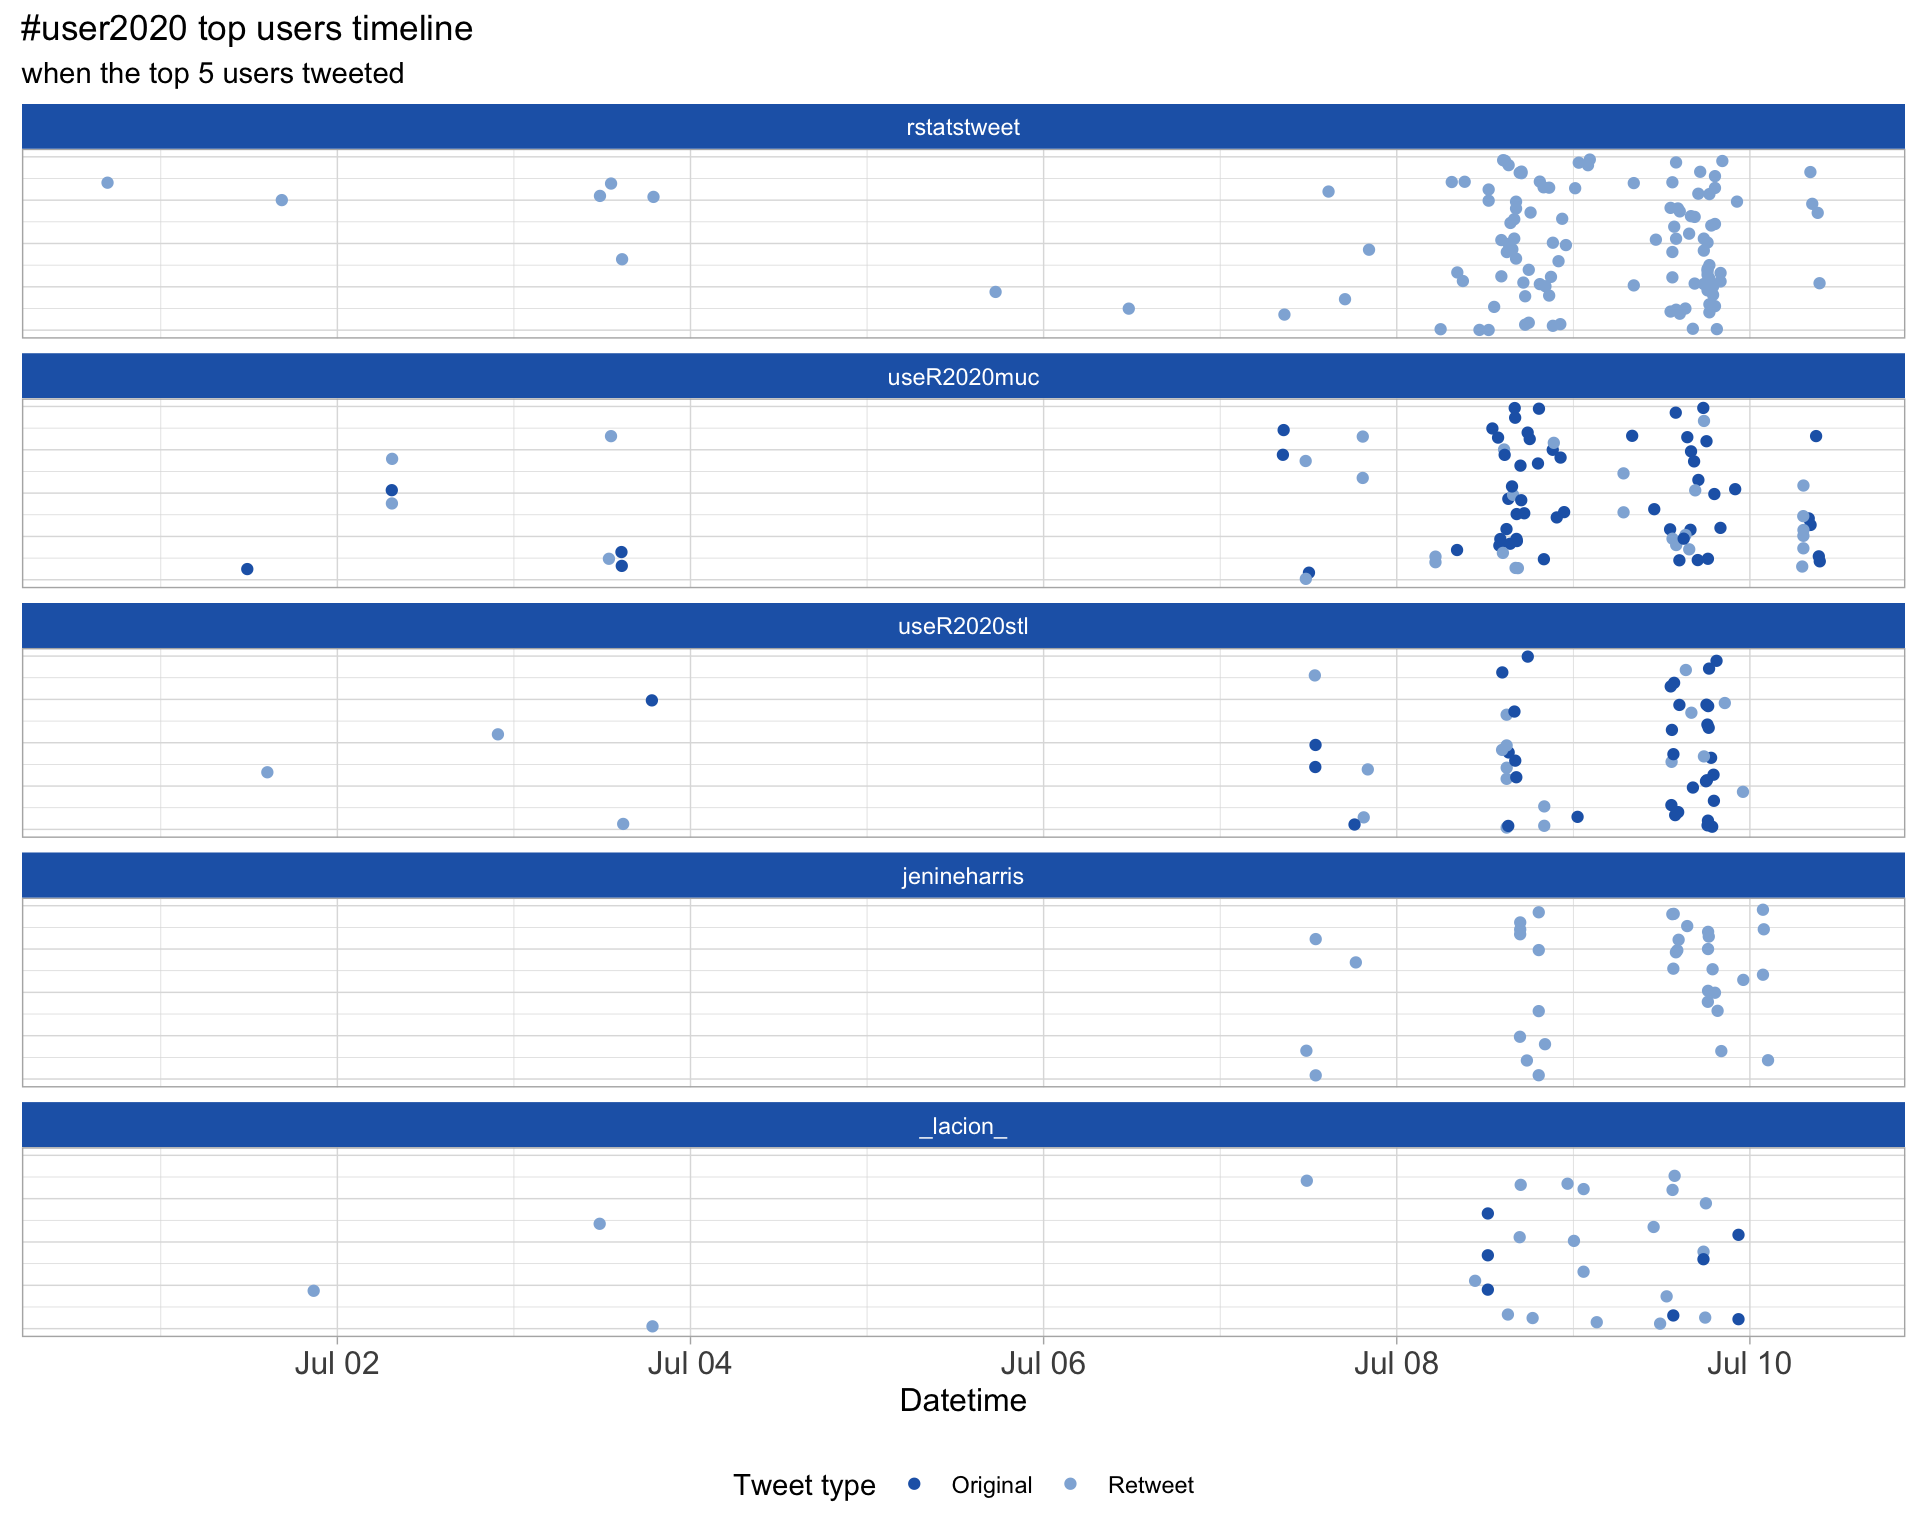 #user2020 top users timeline
when the top 5 users tweeted
rstatstweet
useR2020muc
useR2020stl
jenineharris
_lacion_
Jul 02 Jul 04 Jul 06 Jul 08 Jul 10
Datetime
Tweet type Original Retweet